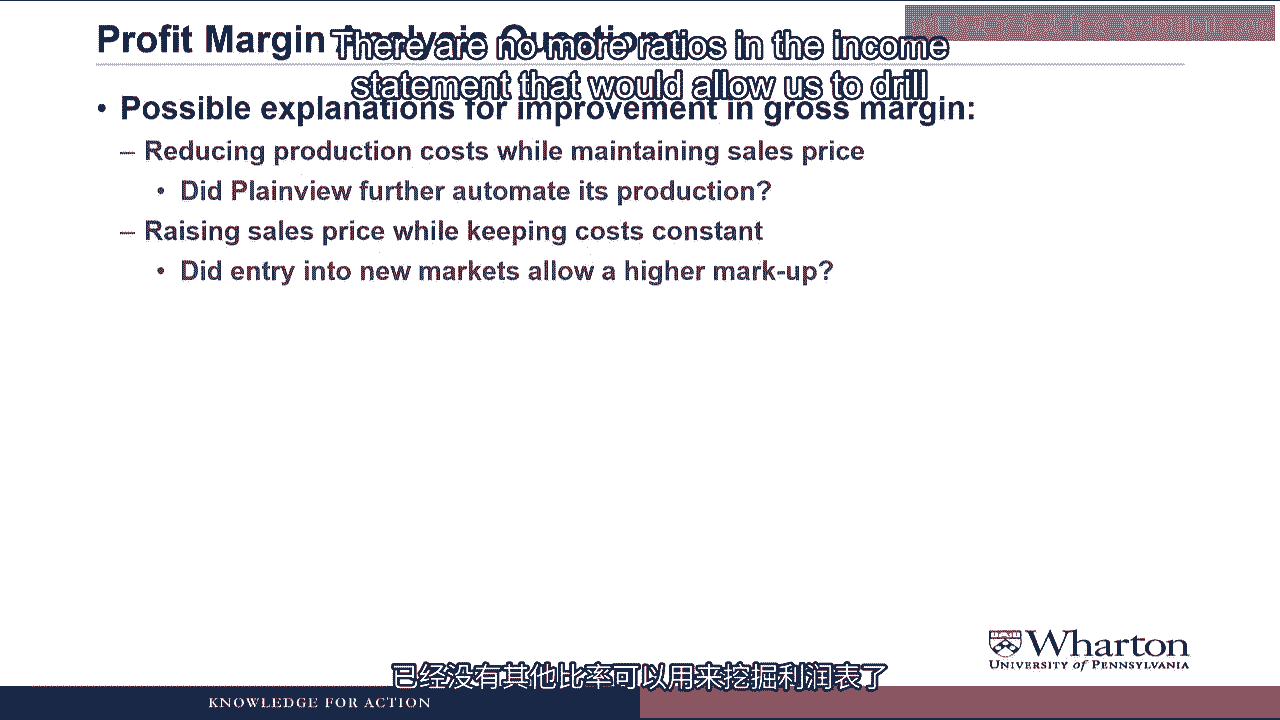 Profit Margin Analysis Questions
There are no more ratios in the income
statement that would allow us to drill
• Possible explanations for improvement in gross margin:
– Reducing production costs while maintaining sales price
• Did Plainview further automate its production?
– Raising sales price while keeping costs constant
• Did entry into new markets allow a higher mark-up?
Wharton
UNIVERSITY of PENNSYLVANIA
已经没有其他比率可以用来挖掘利润表了
KNOWLEDGE FOR ACTION